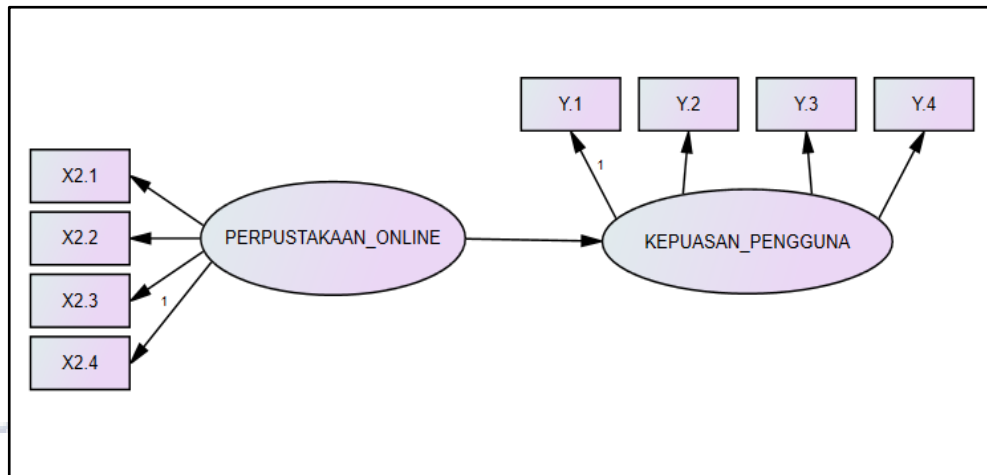 Y.1
Y.2
Y.3
Y.4
1
X2.1
X2.2
X2.3
X2.4
1
PERPUSTAKAAN_ONLINE
KEPUASAN_PENGGUNA